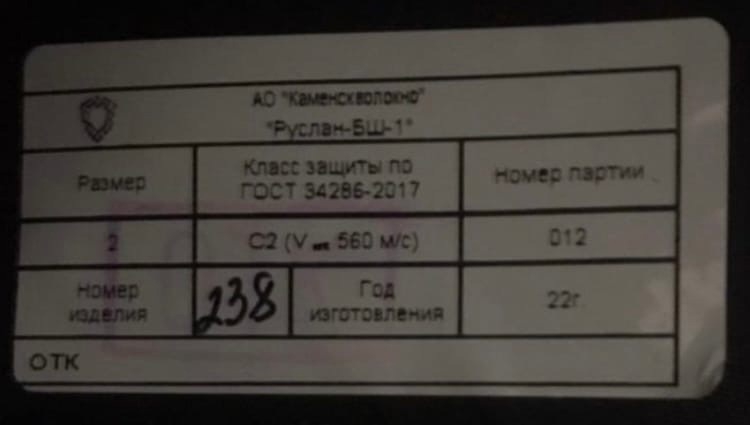 АО "Каменскволокно"
"Руслан-БШ-1"
Размер
Класс защиты по
ГОСТ 34286-2017
Номер партии
2
С2 (V 560 м/с)
012
Номер
изделия
238
Год
изготовления
22г.
ОТК